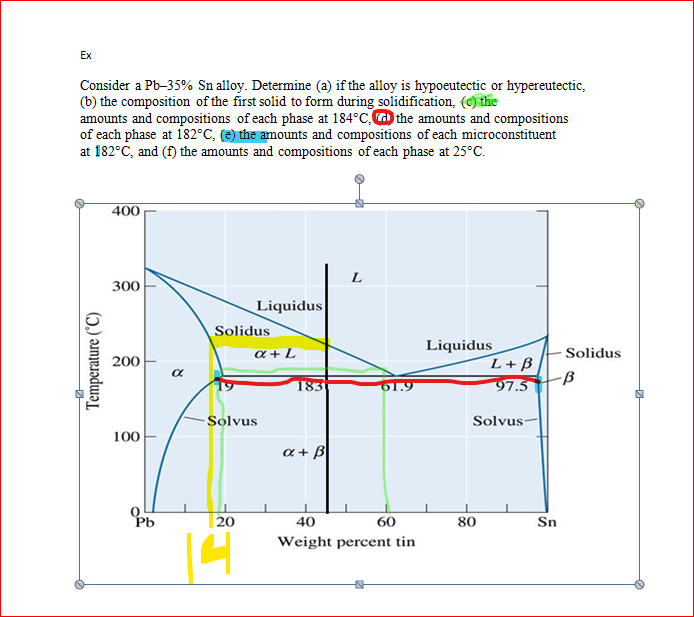 Ex
Consider a Pb–35% Sn alloy. Determine (a) if the alloy is hypoeutectic or hypereutectic,
(b) the composition of the first solid to form during solidification, (c) the
amounts and compositions of each phase at 184°C, (d) the amounts and compositions
of each phase at 182°C, (e) the amounts and compositions of each microconstituent
at 182°C, and (f) the amounts and compositions of each phase at 25°C.
400
L
300
Liquidus
Solidus
Liquidus
α + L
Solidus
200
L + β
α
β
19
183
61.9
97.5
Temperature (°C)
Solvus
Solvus
100
α + β
0
Pb
20
40
60
80
Sn
Weight percent tin